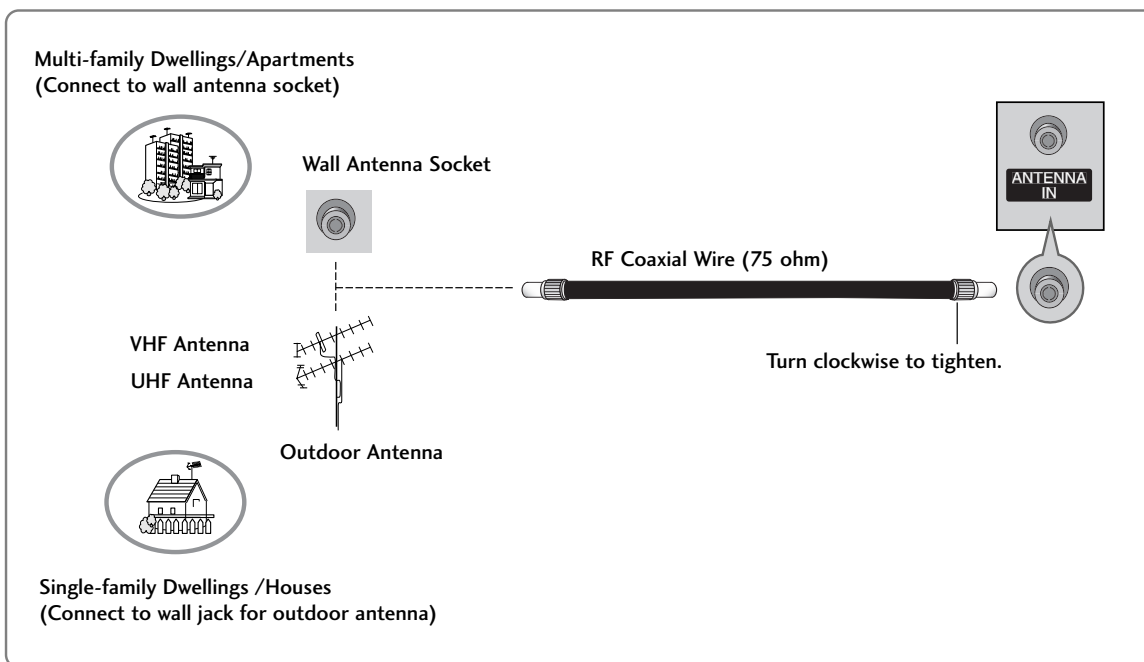 Multi-family Dwellings/Apartments
(Connect to wall antenna socket)
Wall Antenna Socket
ANTENNA
IN
RF Coaxial Wire (75 ohm)
VHF Antenna
UHF Antenna
Turn clockwise to tighten.
Outdoor Antenna
Single-family Dwellings /Houses
(Connect to wall jack for outdoor antenna)